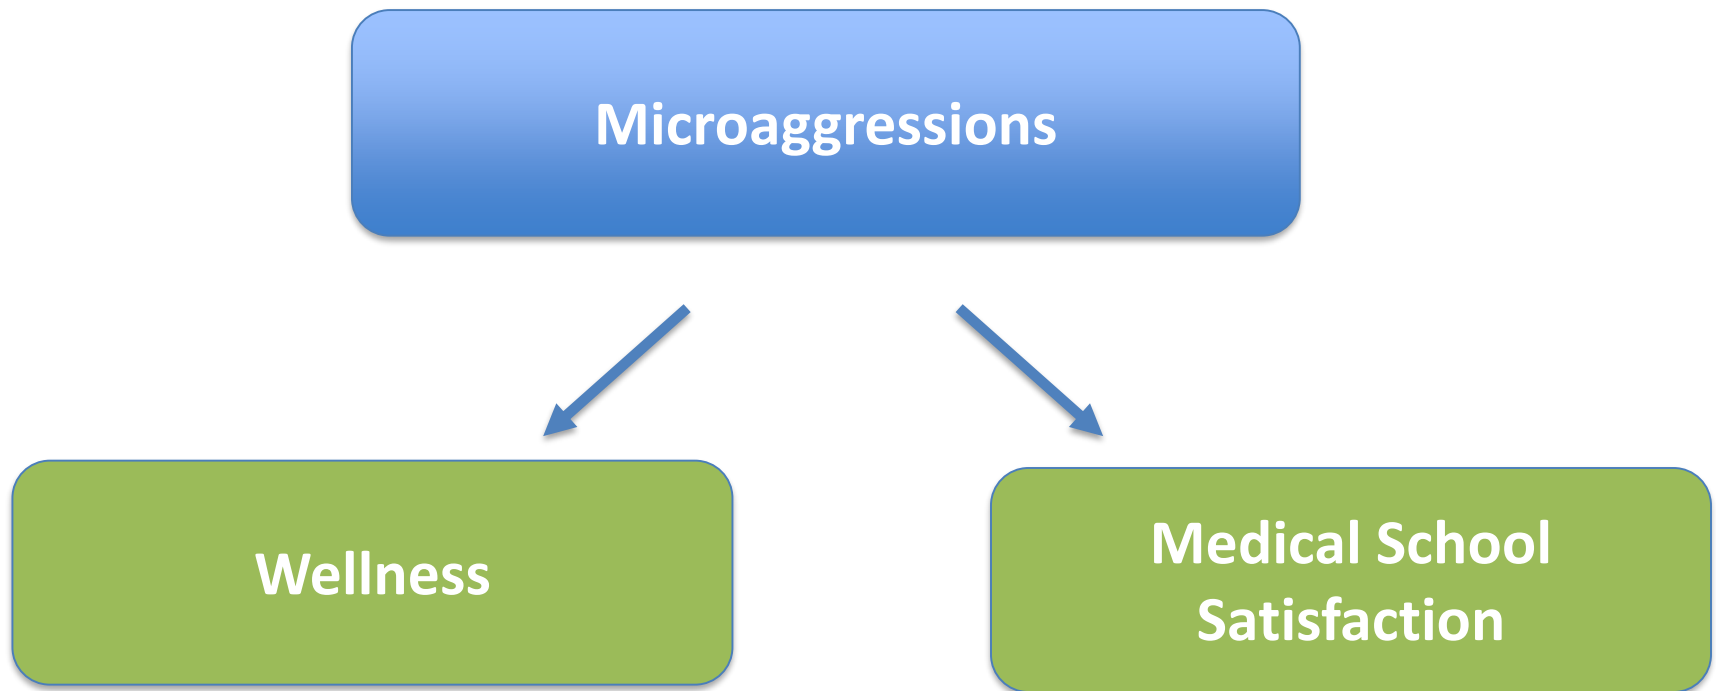 Microaggressions
Wellness
Medical School
Satisfaction